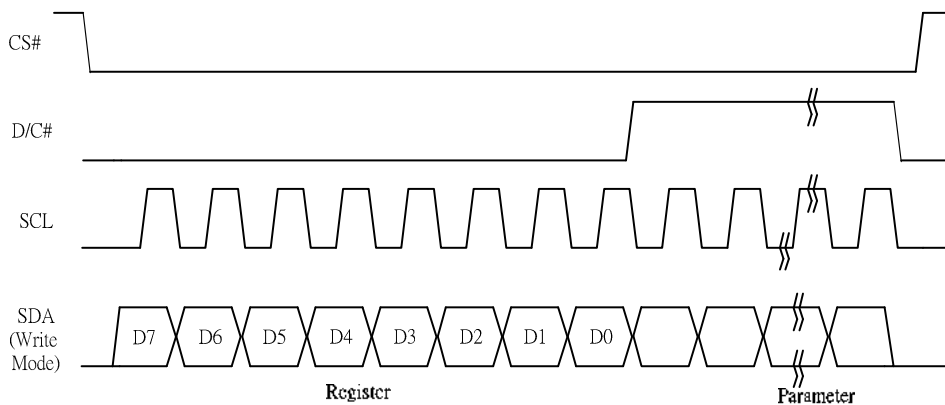 CS#
D/C#
SCL
SDA
(Write
Mode)
D7 D6 D5 D4 D3 D2 D1 D0
Register Parameter